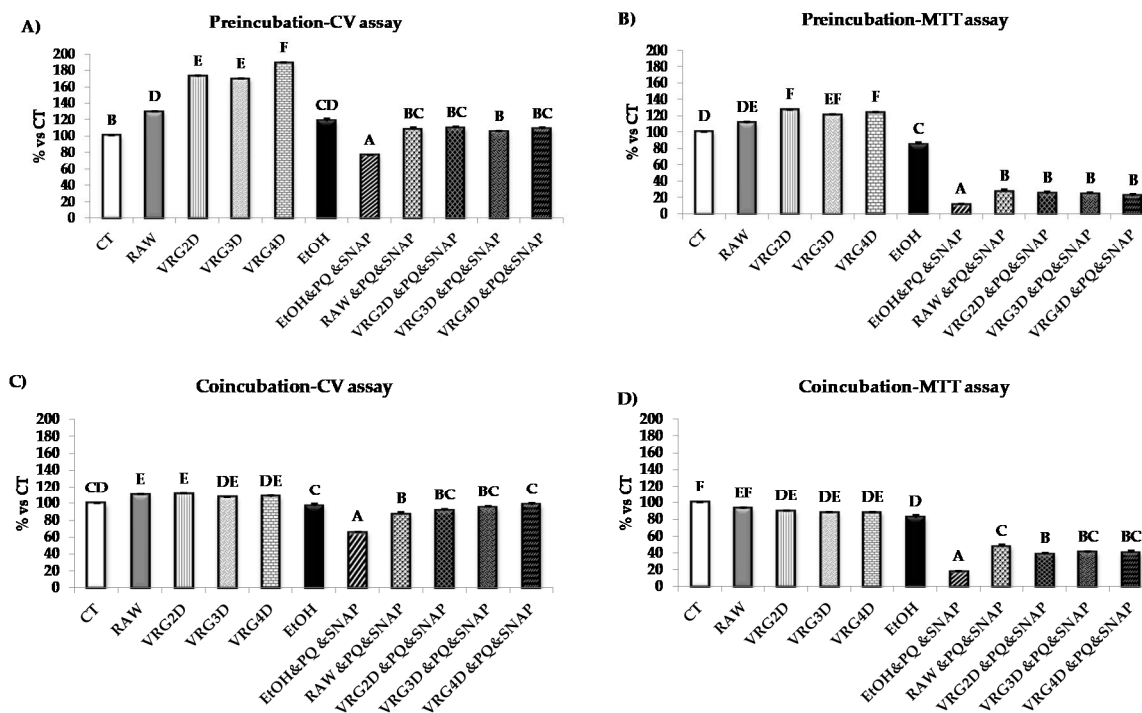 A)
Preincubation-CV assay
% vs CT
200
180
160
140
120
100
80
60
40
20
0
B
D
E
E
F
CD
A
BC
BC
B
BC
CT
RAW
VRG2D
VRG3D
VRG4D
EtOH
EtOH&PQ &SNAP
RAW &PQ&SNAP
VRG2D &PQ&SNAP
VRG3D &PQ&SNAP
VRG4D &PQ&SNAP
B)
Preincubation-MTT assay
% vs CT
200
180
160
140
120
100
80
60
40
20
0
D
DE
F
EF
F
C
A
B
B
B
B
CT
RAW
VRG2D
VRG3D
VRG4D
EtOH
EtOH&PQ &SNAP
RAW &PQ&SNAP
VRG2D &PQ&SNAP
VRG3D &PQ&SNAP
VRG4D &PQ&SNAP
C)
Coincubation-CV assay
% vs CT
200
180
160
140
120
100
80
60
40
20
0
CD
E
E
DE
DE
C
A
B
BC
BC
C
CT
RAW
VRG2D
VRG3D
VRG4D
EtOH
EtOH&PQ &SNAP
RAW &PQ&SNAP
VRG2D &PQ&SNAP
VRG3D &PQ&SNAP
VRG4D &PQ&SNAP
D)
Coincubation-MTT assay
% vs CT
200
180
160
140
120
100
80
60
40
20
0
F
EF
DE
DE
DE
D
A
C
B
BC
BC
CT
RAW
VRG2D
VRG3D
VRG4D
EtOH
EtOH&PQ &SNAP
RAW &PQ&SNAP
VRG2D &PQ&SNAP
VRG3D &PQ&SNAP
VRG4D &PQ&SNAP